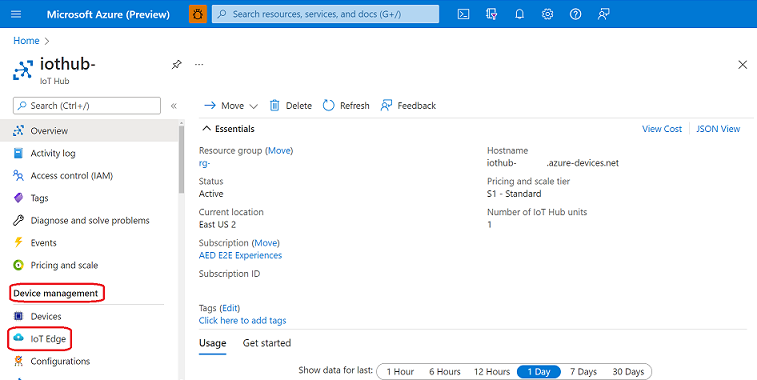 Microsoft Azure (Preview)
Search resources, services, and docs (G+/)
Home >
iothub-
IoT Hub
Search (Ctrl+/)
«
Overview
Activity log
Access control (IAM)
Tags
Diagnose and solve problems
Events
Pricing and scale
Device management
Devices
IoT Edge
Configurations
Move
Delete
Refresh
Feedback
Essentials
View Cost
JSON View
Resource group (Move)
rg-
Status
Active
Current location
East US 2
Subscription (Move)
AED E2E Experiences
Subscription ID
Hostname
iothub- .azure-devices.net
Pricing and scale tier
S1 - Standard
Number of IoT Hub units
1
Tags (Edit)
Click here to add tags
Usage
Get started
Show data for last:
1 Hour
6 Hours
12 Hours
1 Day
7 Days
30 Days